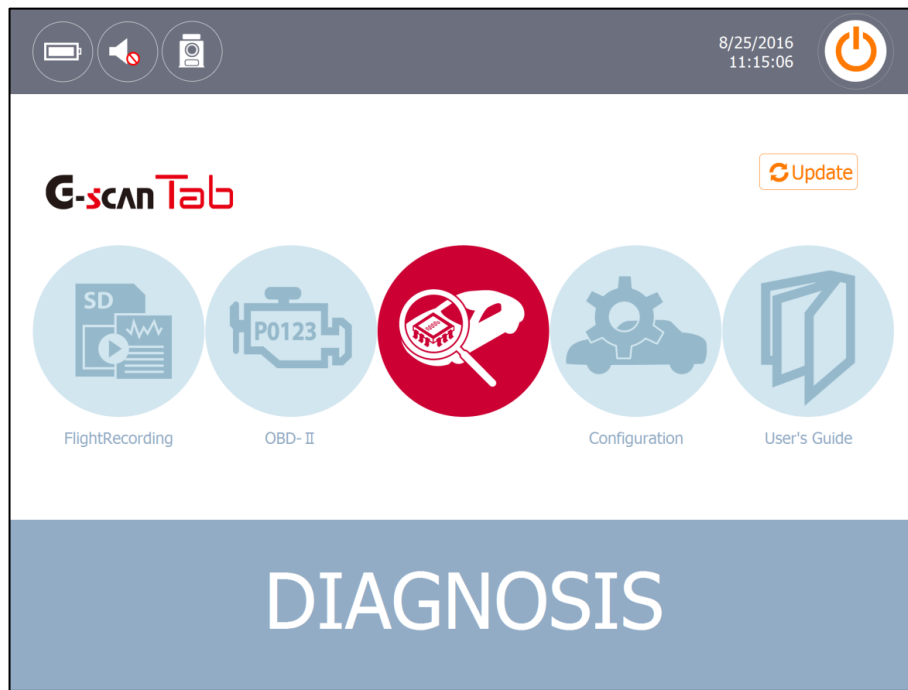 8/25/2016
11:15:06
G-scan Tab
Update
SD
P0123
FlightRecording
OBD-Ⅱ
Configuration
User's Guide
DIAGNOSIS